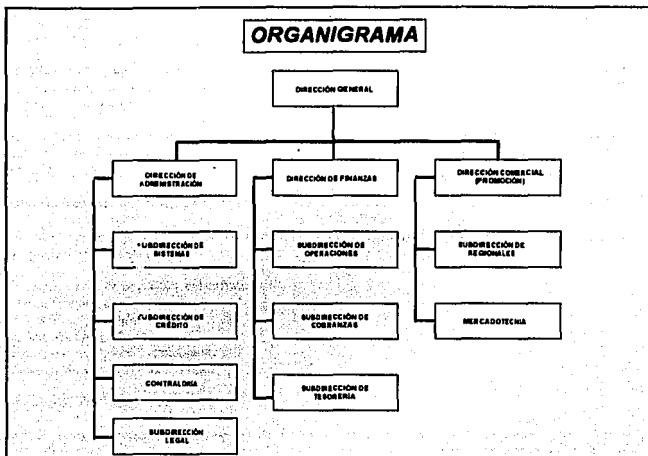 ORGANIGRAMA
DIRECCIÓN GENERAL
DIRECCIÓN DE
ADMINISTRACIÓN
DIRECCIÓN DE FINANZAS
DIRECCIÓN COMERCIAL
(PROMOCIÓN)
SUBDIRECCIÓN DE
SISTEMAS
SUBDIRECCIÓN DE
OPERACIONES
SUBDIRECCIÓN DE
REGIONALES
SUBDIRECCIÓN DE
CRÉDITO
SUBDIRECCIÓN DE
COBRANZAS
MERCADOTECNIA
CONTRALORÍA
SUBDIRECCIÓN DE
TESORERÍA
SUBDIRECCIÓN
LEGAL